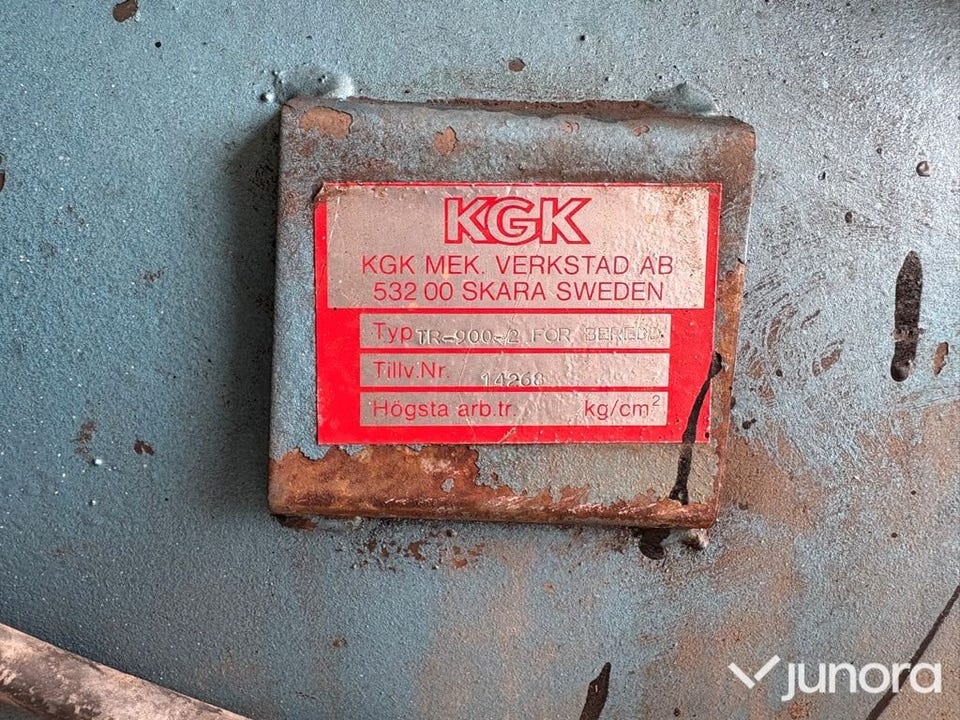 KGK
KGK MEK. VERKSTAD AB
532 00 SKARA SWEDEN
Typ TR-900-2 FOR
Tillv.Nr. 14268
Högsta arb.tr. kg/cm²
junora